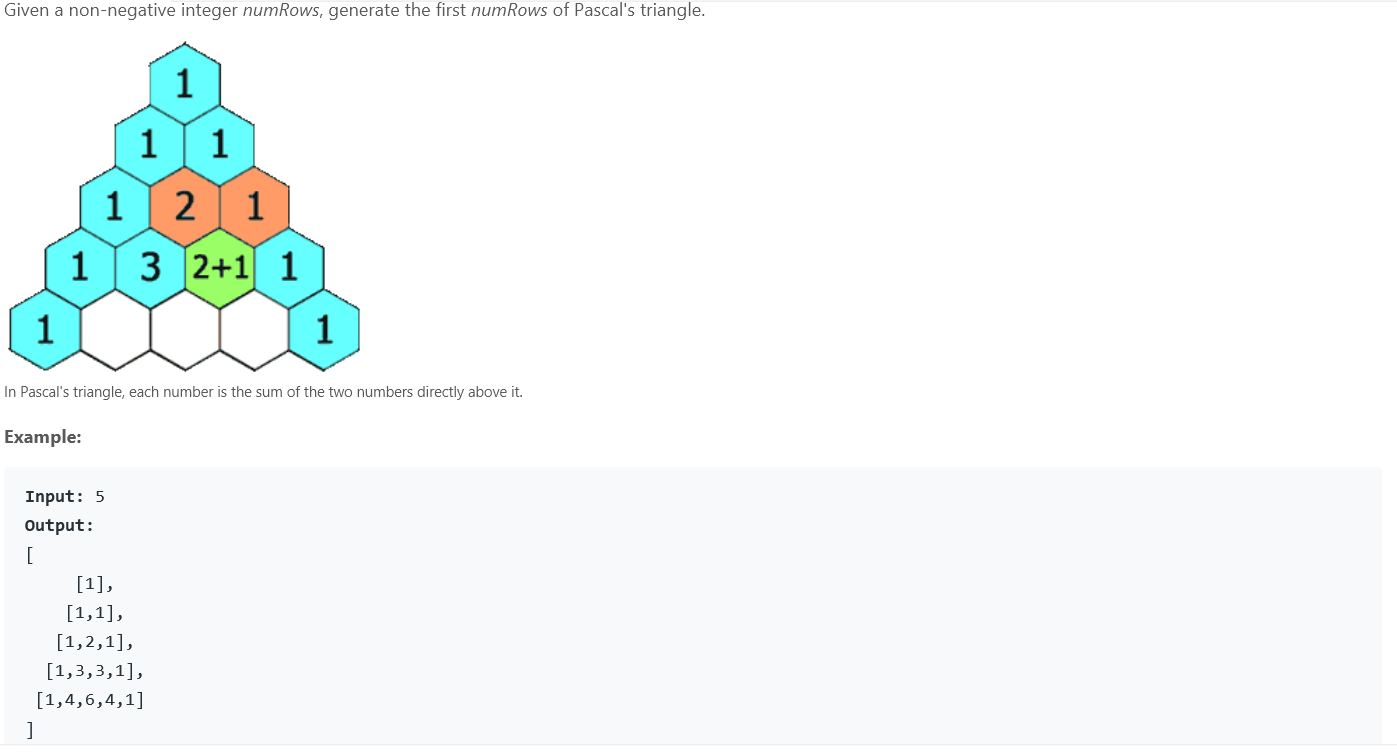 Given a non-negative integer numRows, generate the first numRows of Pascal's triangle.
1
1 1
1 2 1
1 3 2+1 1
1 1
In Pascal's triangle, each number is the sum of the two numbers directly above it.
Example:
Input: 5
Output:
[
[1],
[1,1],
[1,2,1],
[1,3,3,1],
[1,4,6,4,1]
]